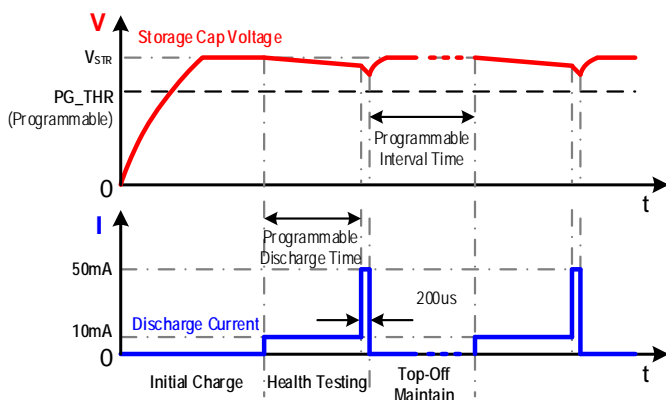 V
Storage Cap Voltage
VSTR
PG_THR
(Programmable)
Programmable
Interval Time
0
t
I
Programmable
Discharge Time
50mA
200us
Discharge Current
10mA
0
t
Initial Charge
Health Testing
Top-Off
Maintain